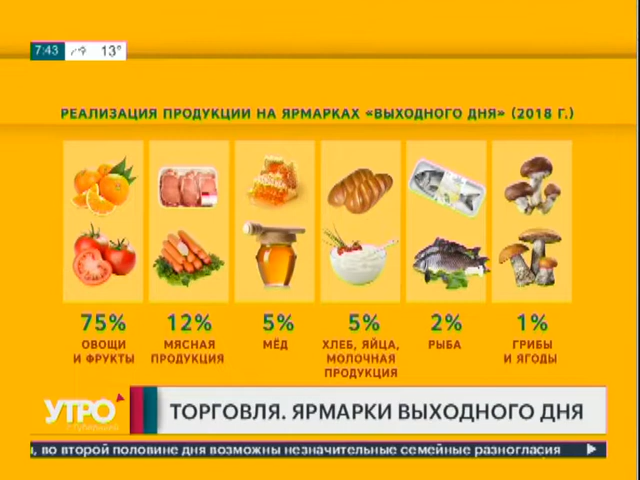 7:43 13°
РЕАЛИЗАЦИЯ ПРОДУКЦИИ НА ЯРМАРКАХ «ВЫХОДНОГО ДНЯ» (2018 Г.)
75% 12% 5% 5% 2% 1%
ОВОЩИ МЯСНАЯ МЁД ХЛЕБ, ЯЙЦА, РЫБА ГРИБЫ
И ФРУКТЫ ПРОДУКЦИЯ МОЛОЧНАЯ И ЯГОДЫ
ПРОДУКЦИЯ
УТРО
ТОРГОВЛЯ. ЯРМАРКИ ВЫХОДНОГО ДНЯ
, во второй половине дня возможны незначительные семейные разногласия